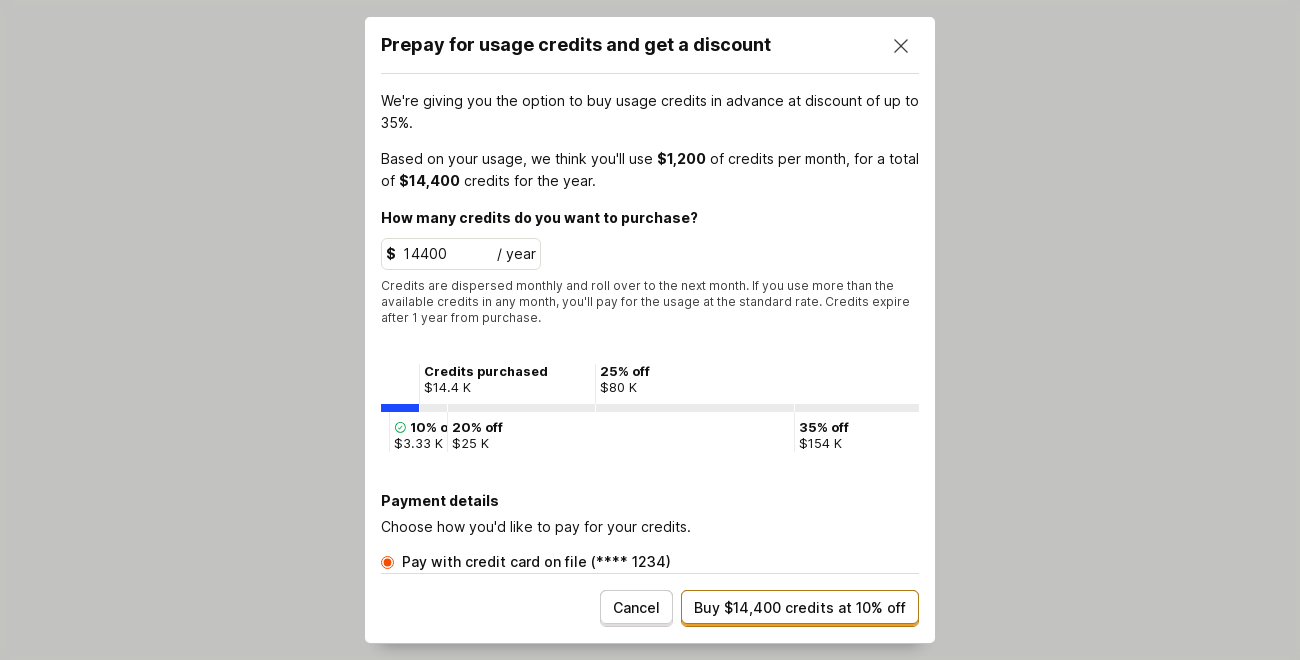 Prepay for usage credits and get a discount
We're giving you the option to buy usage credits in advance at discount of up to
35%.
Based on your usage, we think you'll use $1,200 of credits per month, for a total
of $14,400 credits for the year.
How many credits do you want to purchase?
$ 14400 / year
Credits are dispersed monthly and roll over to the next month. If you use more than the
available credits in any month, you'll pay for the usage at the standard rate. Credits expire
after 1 year from purchase.
Credits purchased 25% off
$14.4 K $80 K
10% o 20% off 35% off
$3.33 K $25 K $154 K
Payment details
Choose how you'd like to pay for your credits.
Pay with credit card on file (**** 1234)
Cancel Buy $14,400 credits at 10% off